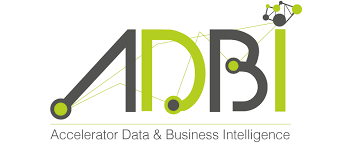 ADBI
Accelerator Data & Business Intelligence